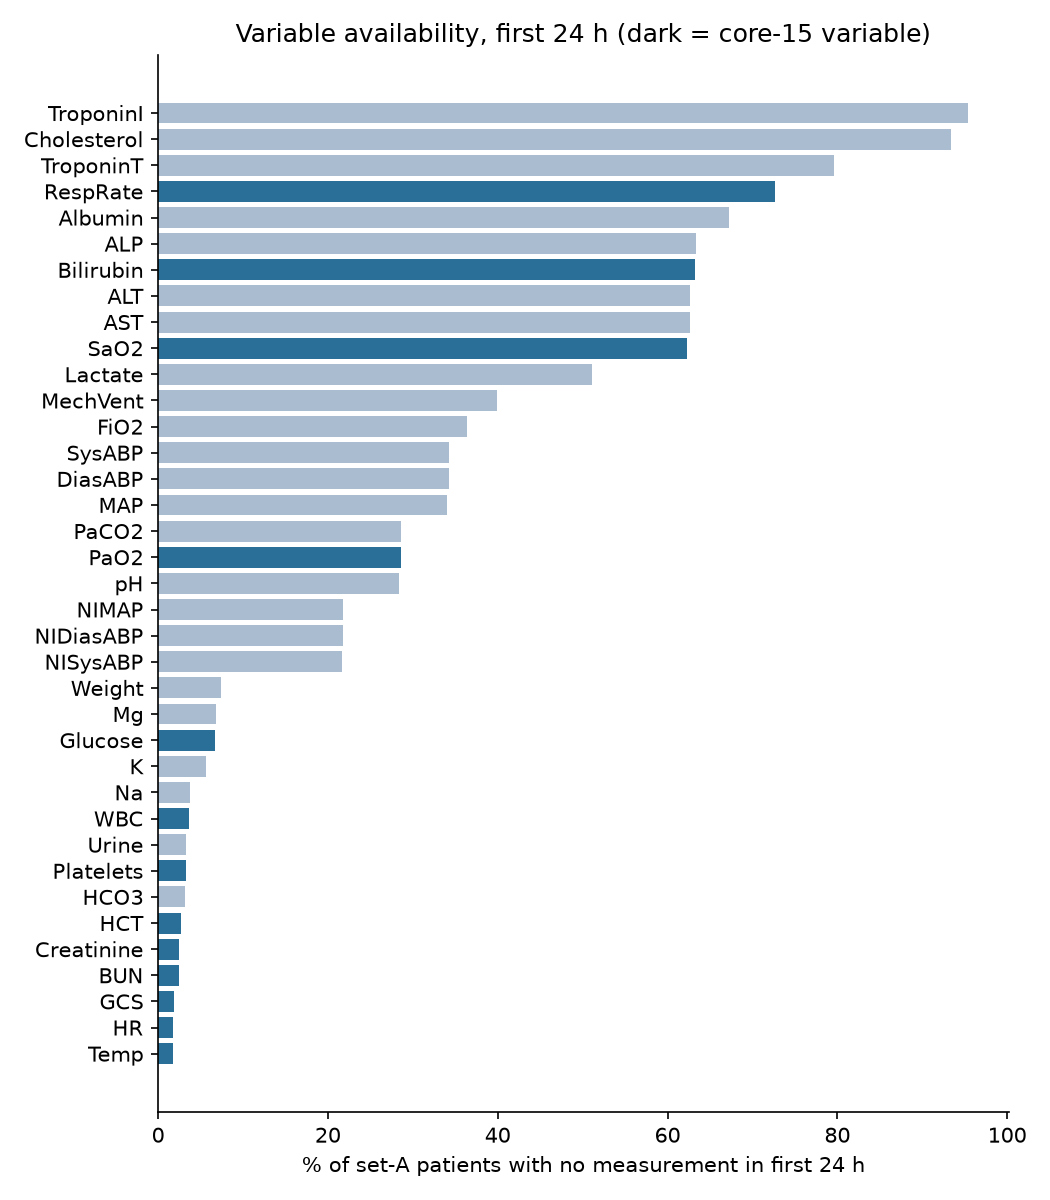 Variable availability, first 24 h (dark = core-15 variable)
TroponinI
Cholesterol
TroponinT
RespRate
Albumin
ALP
Bilirubin
ALT
AST
SaO2
Lactate
MechVent
FiO2
SysABP
DiasABP
MAP
PaCO2
PaO2
pH
NIMAP
NIDiasABP
NISysABP
Weight
Mg
Glucose
K
Na
WBC
Urine
Platelets
HCO3
HCT
Creatinine
BUN
GCS
HR
Temp
0 20 40 60 80 100
% of set-A patients with no measurement in first 24 h